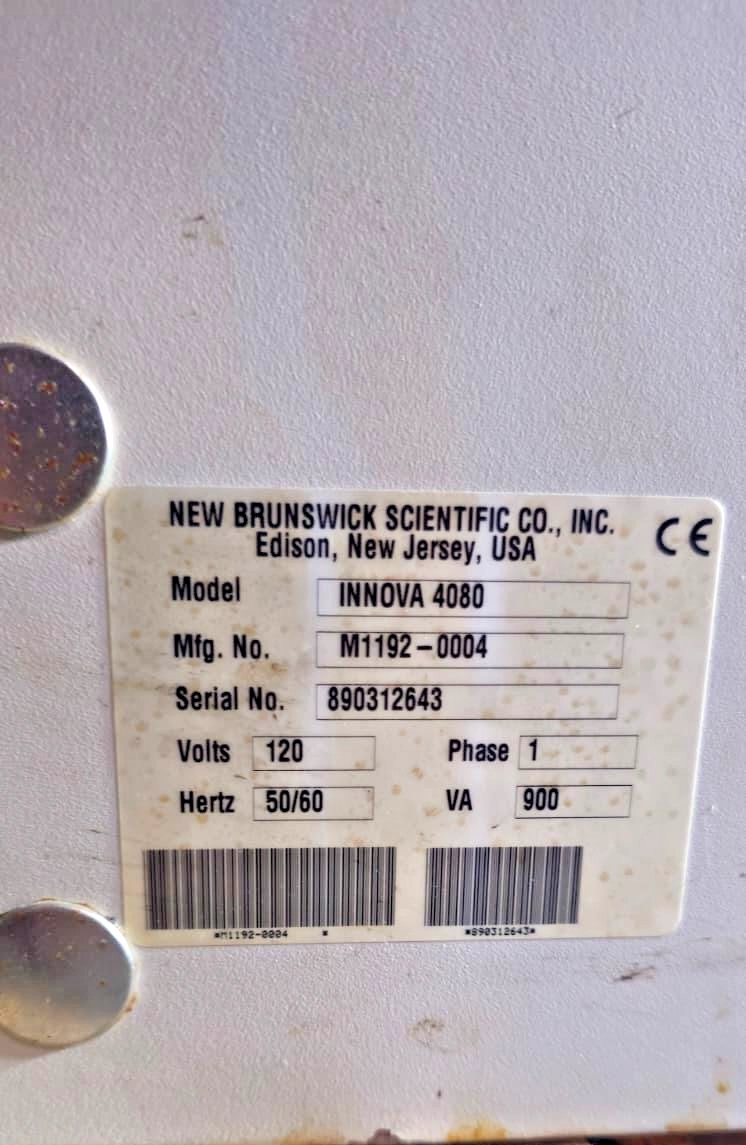 NEW BRUNSWICK SCIENTIFIC CO., INC.
Edison, New Jersey, USA
CE
Model INNOVA 4080
Mfg. No. M1192-0004
Serial No. 890312643
Volts 120 Phase 1
Hertz 50/60 VA 900
*M1192-0004 * *890312643*